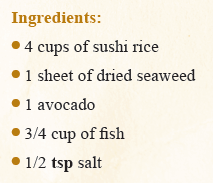 Ingredients:
• 4 cups of sushi rice
• 1 sheet of dried seaweed
• 1 avocado
• 3/4 cup of fish
• 1/2 tsp salt